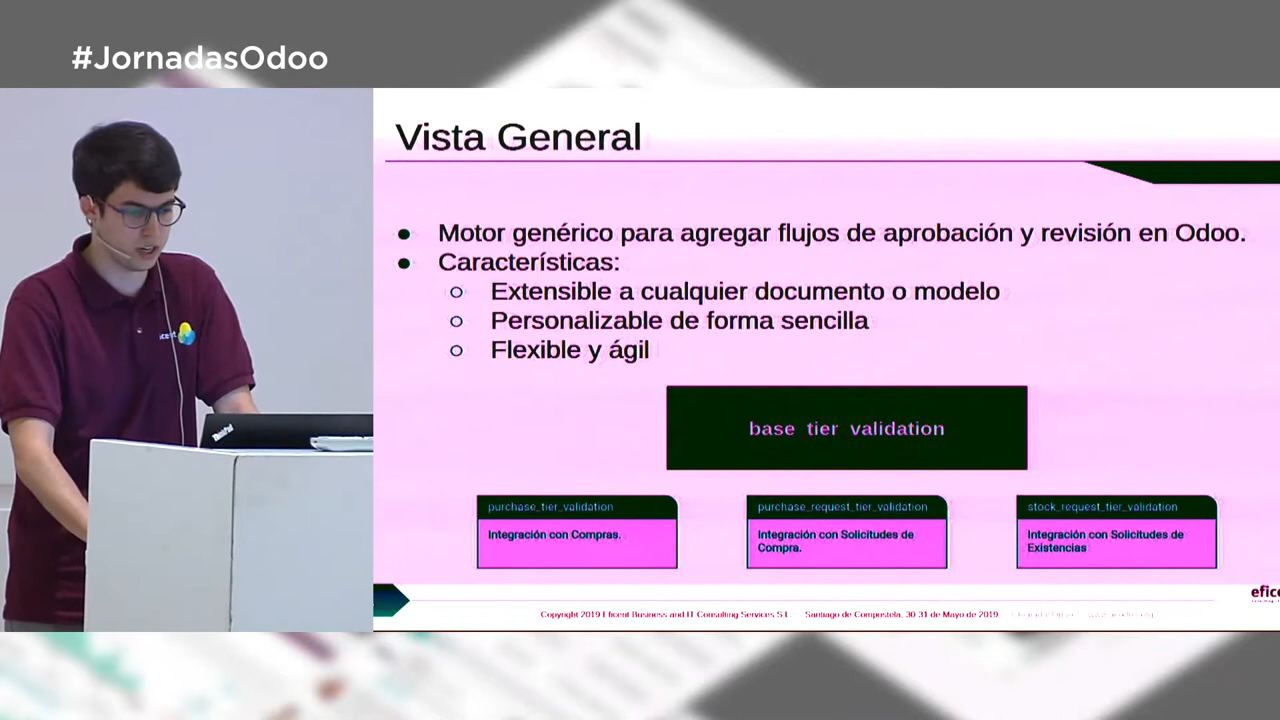 #JornadasOdoo
Vista General
● Motor genérico para agregar flujos de aprobación y revisión en Odoo.
● Características:
○ Extensible a cualquier documento o modelo
○ Personalizable de forma sencilla
○ Flexible y ágil
base tier validation
purchase_tier_validation
Integración con Compras.
purchase_request_tier_validation
Integración con Solicitudes de
Compra.
stock_request_tier_validation
Integración con Solicitudes de
Existencias
Copyright 2019 Eficent Business and IT Consulting Services S.L. Santiago de Compostela, 30-31 de Mayo de 2019
efice
ThinkPad
icent